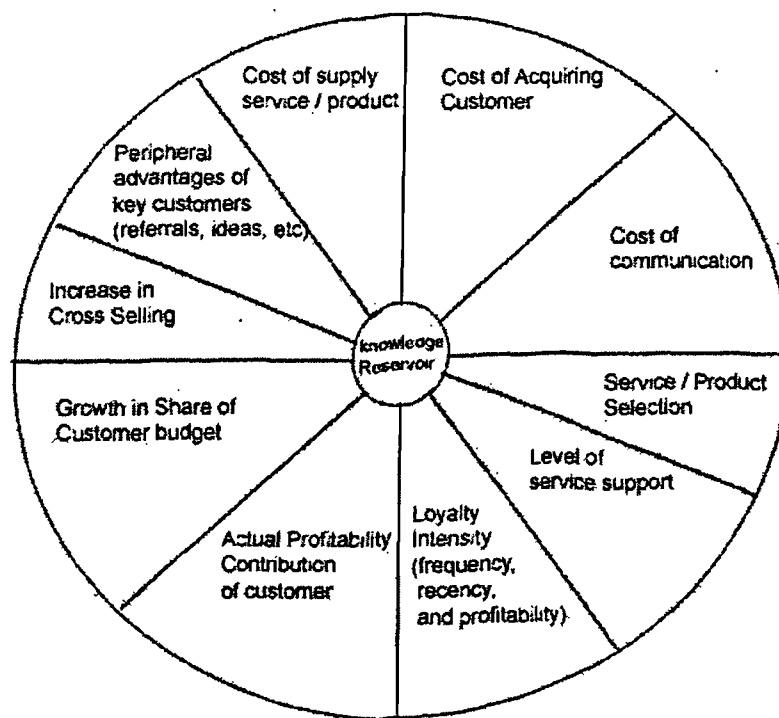 Cost of supply
service / product
Cost of Acquiring
Customer
Peripheral
advantages of
key customers
(referrals, ideas, etc)
Cost of
communication
Increase in
Cross Selling
knowledge
Reservoir
Service / Product
Selection
Growth in Share of
Customer budget
Level of
service support
Actual Profitability
Contribution
of customer
Loyalty
Intensity
(frequency,
recency,
and profitability)